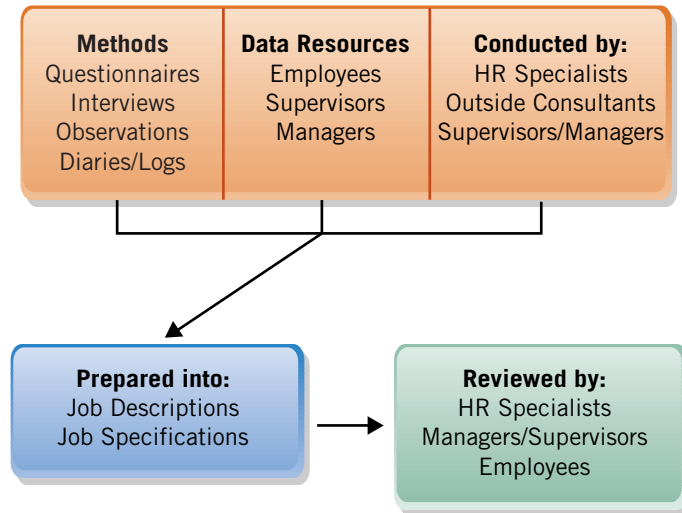 Methods
Questionnaires
Interviews
Observations
Diaries/Logs
Data Resources
Employees
Supervisors
Managers
Conducted by:
HR Specialists
Outside Consultants
Supervisors/Managers
Prepared into:
Job Descriptions
Job Specifications
Reviewed by:
HR Specialists
Managers/Supervisors
Employees